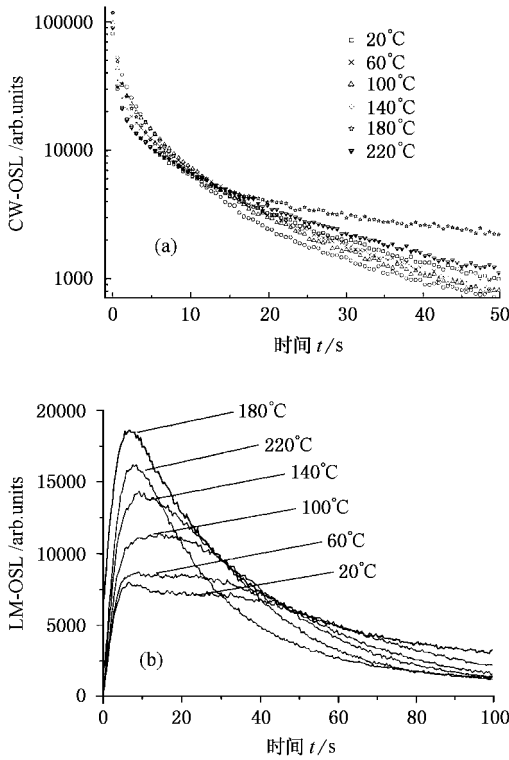 100000
10000
1000
CW-OSL /arb.units
20℃
60℃
100℃
140℃
180℃
220℃
(a)
0 10 20 30 40 50
时间 t/s
20000
15000
10000
5000
0
LM-OSL /arb.units
180℃
220℃
140℃
100℃
60℃
20℃
(b)
0 20 40 60 80 100
时间 t/s